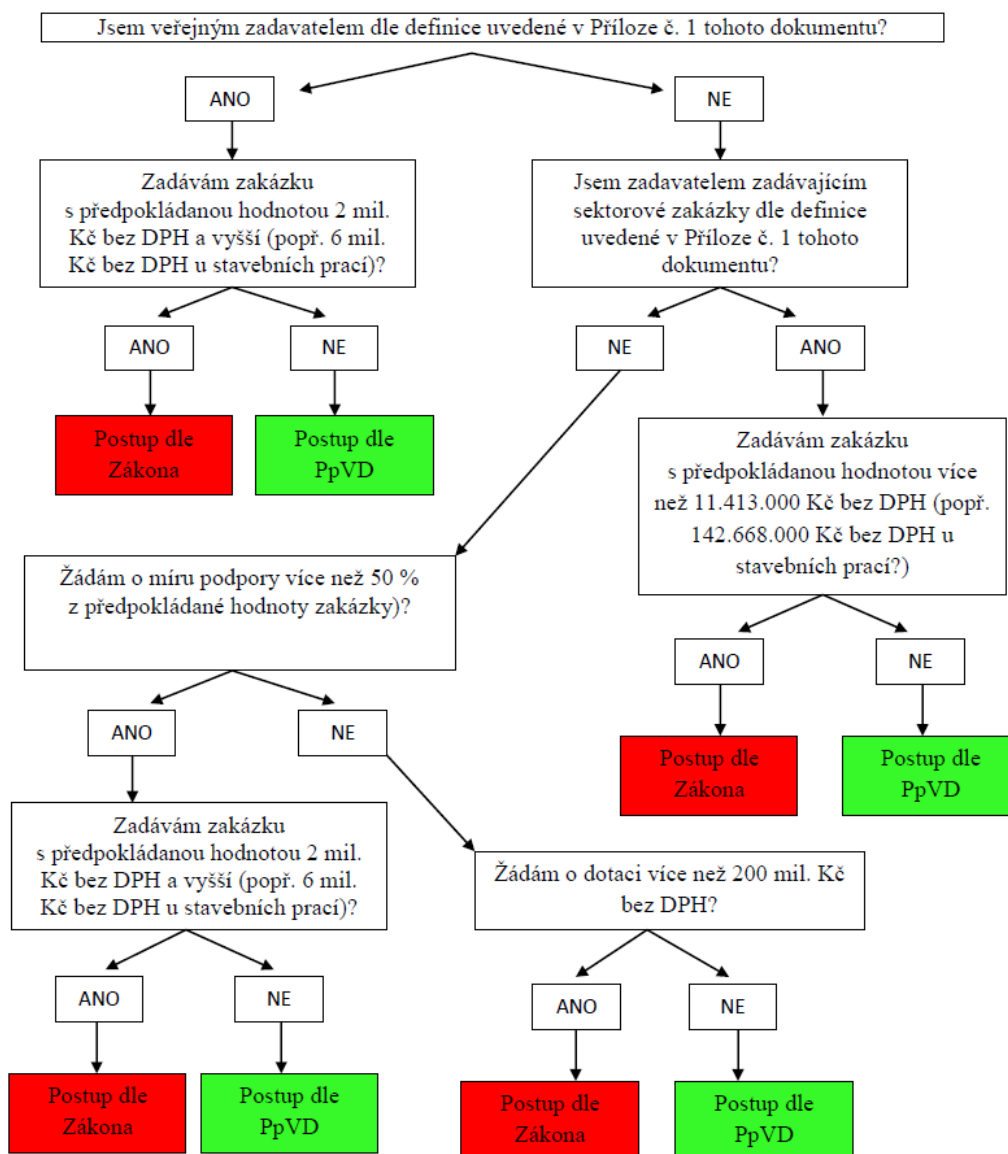 Jsem veřejným zadavatelem dle definice uvedené v Příloze č. 1 tohoto dokumentu?
ANO
NE
Zadávám zakázku
s předpokládanou hodnotou 2 mil.
Kč bez DPH a vyšší (popř. 6 mil.
Kč bez DPH u stavebních prací)?
Jsem zadavatelem zadávajícím
sektorové zakázky dle definice
uvedené v Příloze č. 1 tohoto
dokumentu?
ANO
NE
NE
ANO
Postup dle
Zákona
Postup dle
PpVD
Zadávám zakázku
s předpokládanou hodnotou více
než 11.413.000 Kč bez DPH (popř.
142.668.000 Kč bez DPH u
stavebních prací?)
Žádám o míru podpory více než 50 %
z předpokládané hodnoty zakázky)?
ANO
NE
ANO
NE
Postup dle
Zákona
Postup dle
PpVD
Zadávám zakázku
s předpokládanou hodnotou 2 mil.
Kč bez DPH a vyšší (popř. 6 mil.
Kč bez DPH u stavebních prací)?
Žádám o dotaci více než 200 mil. Kč
bez DPH?
ANO
NE
ANO
NE
Postup dle
Zákona
Postup dle
PpVD
Postup dle
Zákona
Postup dle
PpVD